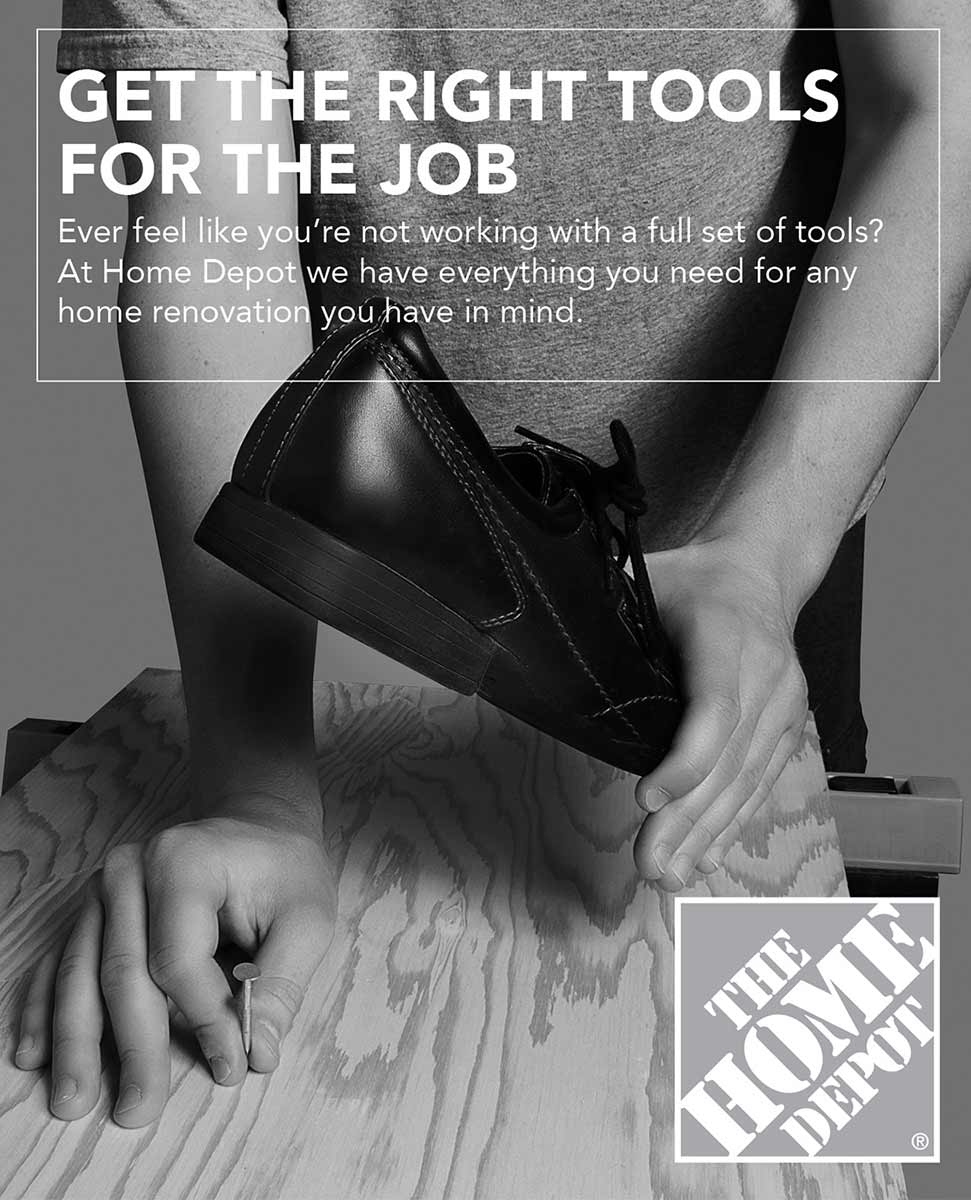 GET THE RIGHT TOOLS
FOR THE JOB
Ever feel like you’re not working with a full set of tools?
At Home Depot we have everything you need for any
home renovation you have in mind.
THE
HOME
DEPOT
®